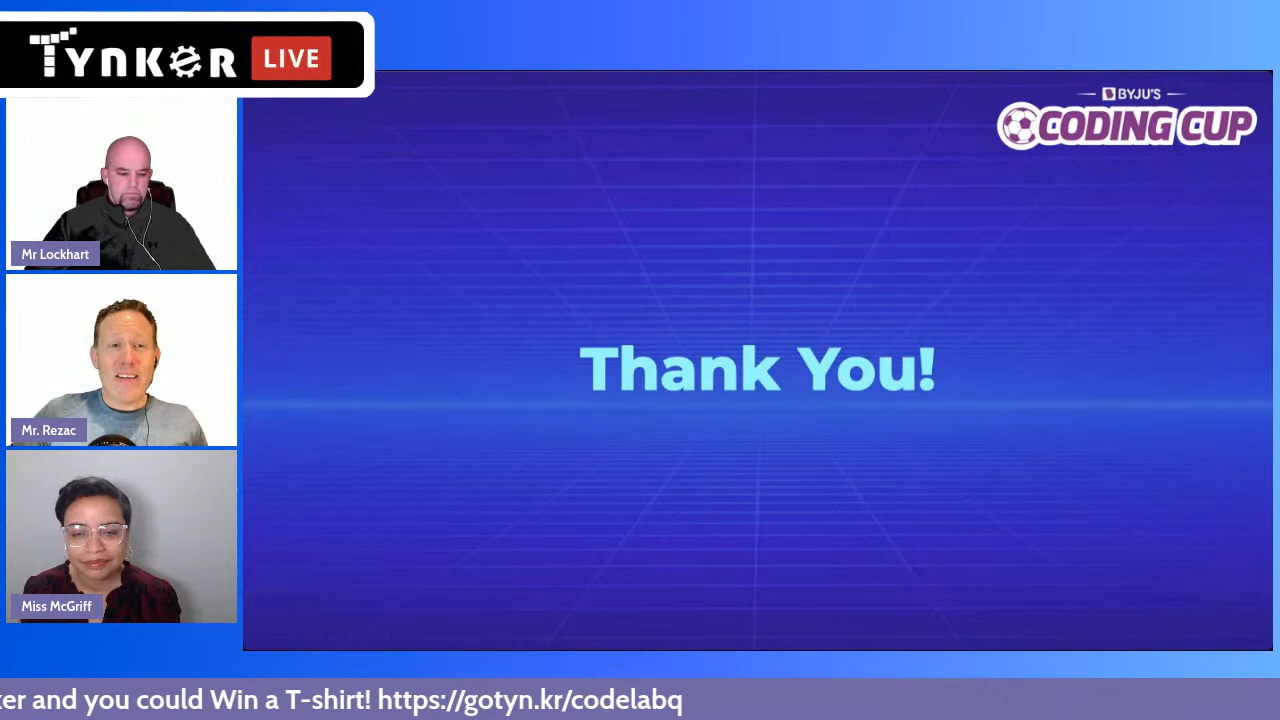 TYNKER LIVE
BYJU'S
CODING CUP
Mr Lockhart
Mr. Rezac
Miss McGriff
Thank You!
ker and you could Win a T-shirt! https://gotyn.kr/codelabq